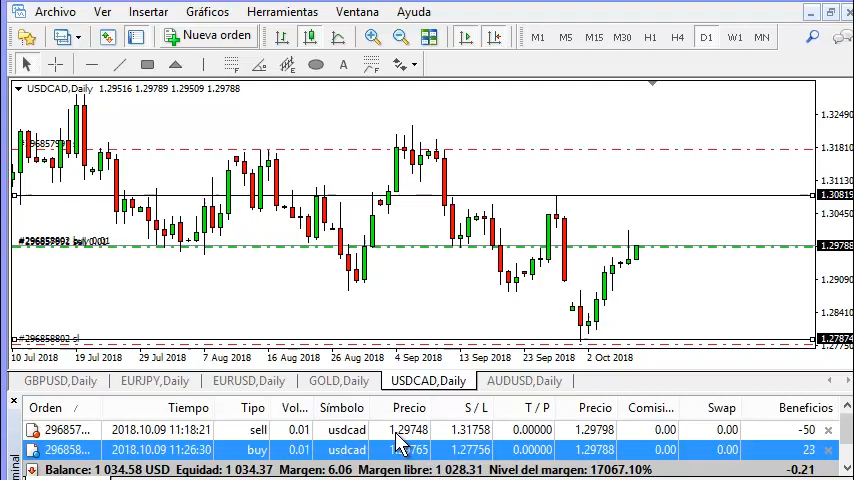 Archivo Ver Insertar Gráficos Herramientas Ventana Ayuda
Nueva orden M1 M5 M15 M30 H1 H4 D1 W1 MN
A
USDCAD,Daily 1.29516 1.29789 1.29509 1.29788
1.32490
1.31810
1.31130
1.30819
1.30450
1.29788
1.29090
1.28410
1.27874
#296858802 sl
10 Jul 2018 19 Jul 2018 29 Jul 2018 7 Aug 2018 16 Aug 2018 26 Aug 2018 4 Sep 2018 13 Sep 2018 23 Sep 2018 2 Oct 2018
GBPUSD,Daily EURJPY,Daily EURUSD,Daily GOLD,Daily USDCAD,Daily AUDUSD,Daily
Orden / Tiempo Tipo Vol... Símbolo Precio S / L T / P Precio Comisi... Swap Beneficios
296857... 2018.10.09 11:18:21 sell 0.01 usdcad 1.29748 1.31758 0.00000 1.29798 0.00 0.00 -50
296858... 2018.10.09 11:26:30 buy 0.01 usdcad 1.27756 0.00000 1.29788 0.00 0.00 23
Balance: 1 034.58 USD Equidad: 1 034.37 Margen: 6.06 Margen libre: 1 028.31 Nivel del margen: 17067.10% -0.21